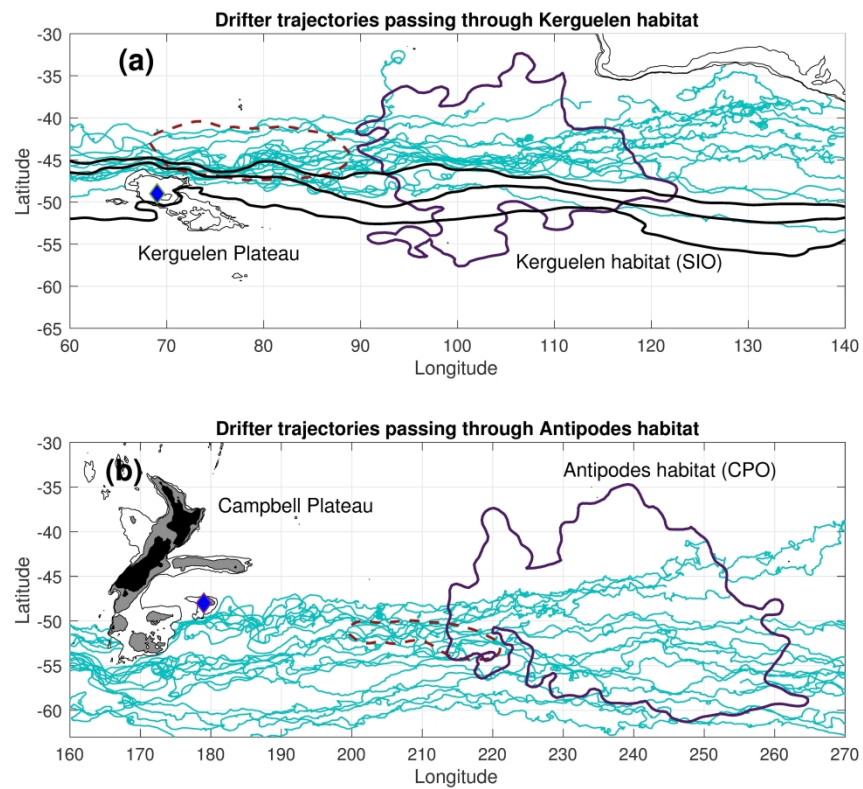 Drifter trajectories passing through Kerguelen habitat
(a)
-30
-35
-40
-45
-50
-55
-60
-65
Latitude
Kerguelen Plateau
Kerguelen habitat (SIO)
60 70 80 90 100 110 120 130 140
Longitude
Drifter trajectories passing through Antipodes habitat
(b)
-30
-35
-40
-45
-50
-55
-60
Latitude
Campbell Plateau
Antipodes habitat (CPO)
160 170 180 190 200 210 220 230 240 250 260 270
Longitude